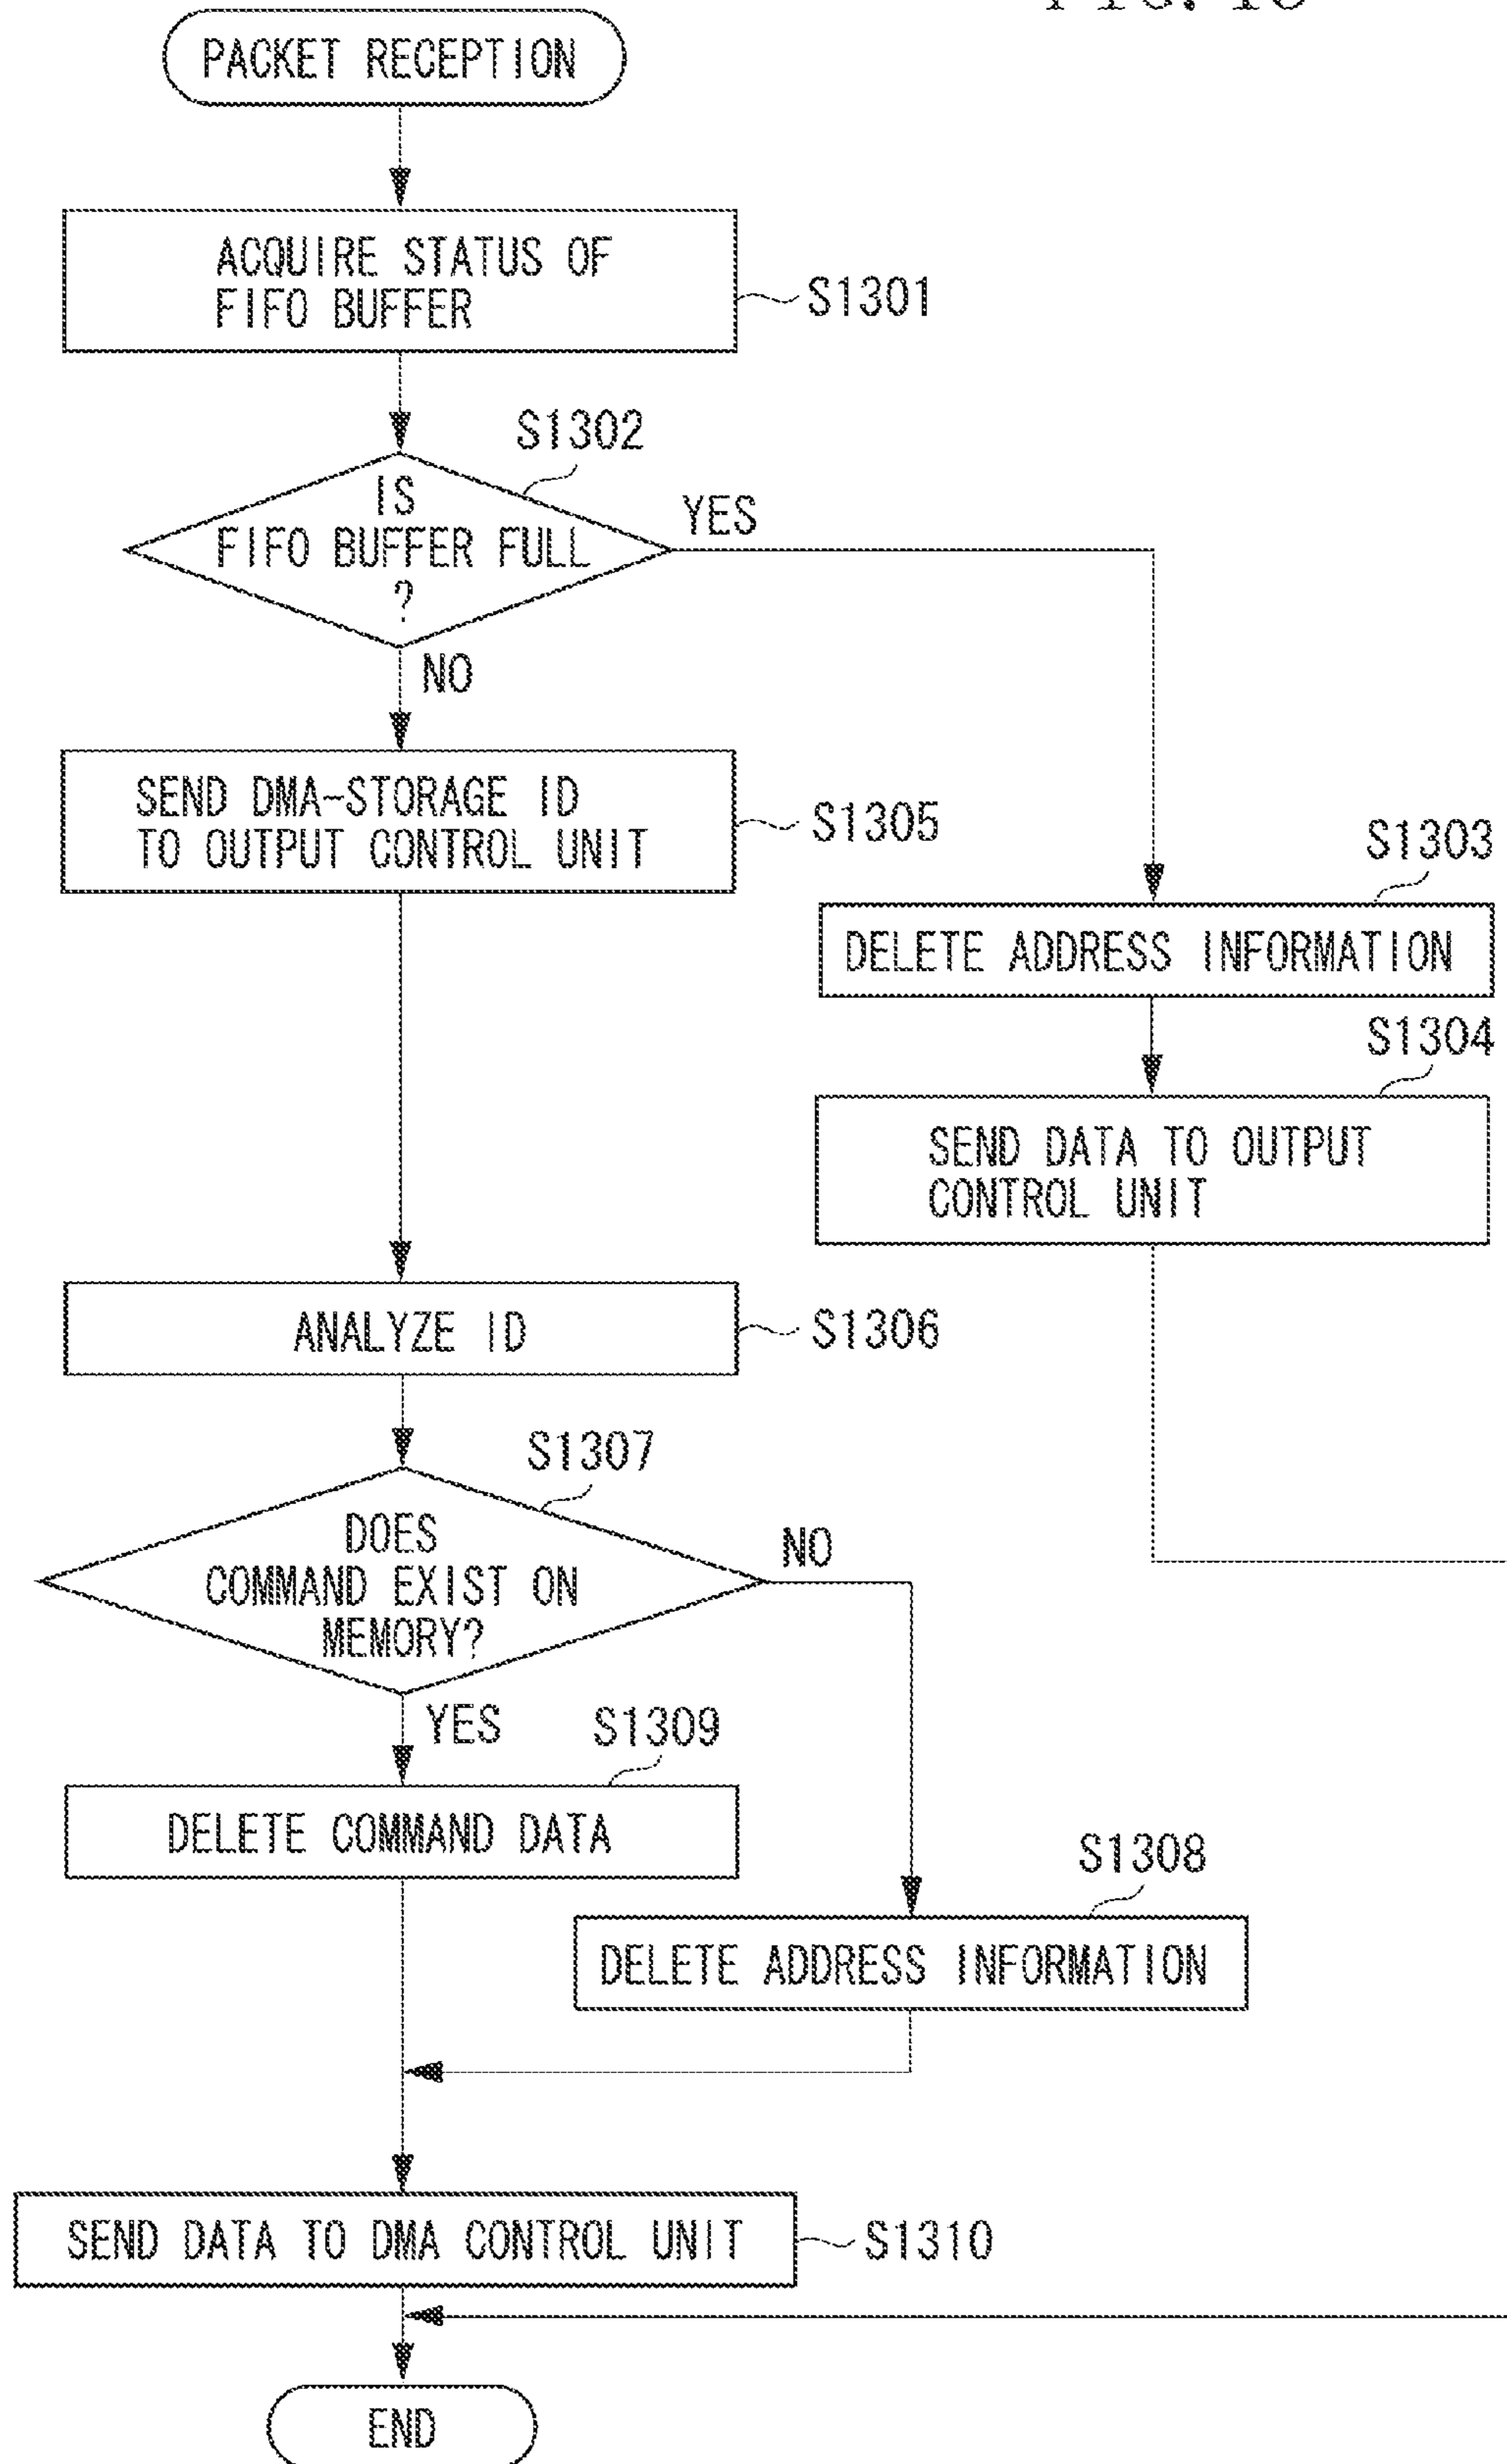 PACKET RECEPTION
ACQUIRE STATUS OF
FIFO BUFFER
S1301
S1302
IS
FIFO BUFFER FULL
?
YES
NO
SEND DMA-STORAGE ID
TO OUTPUT CONTROL UNIT
S1305
S1303
DELETE ADDRESS INFORMATION
S1304
SEND DATA TO OUTPUT
CONTROL UNIT
ANALYZE ID
S1306
S1307
DOES
COMMAND EXIST ON
MEMORY?
NO
YES
S1309
DELETE COMMAND DATA
S1308
DELETE ADDRESS INFORMATION
SEND DATA TO DMA CONTROL UNIT
S1310
END